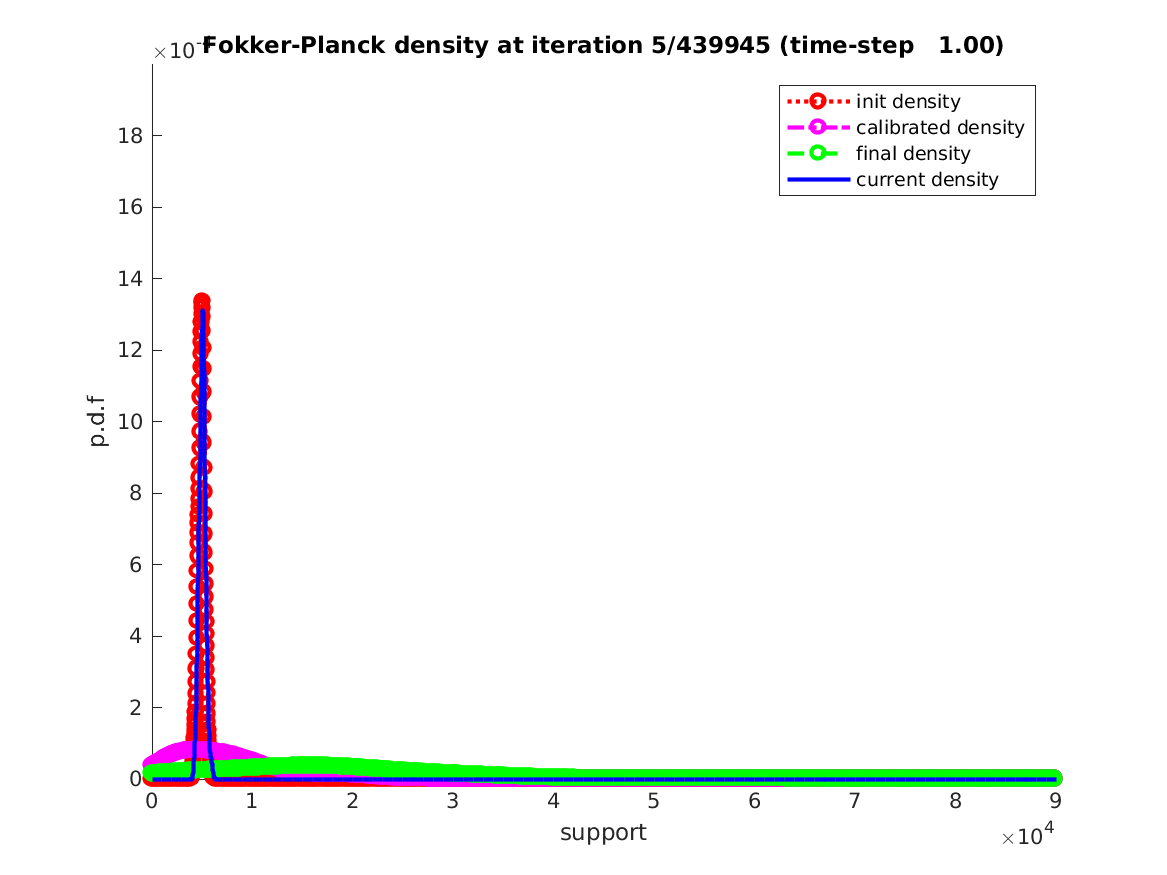 ×10⁻
Fokker-Planck density at iteration 5/439945 (time-step 1.00)
init density
calibrated density
final density
current density
18
16
14
12
10
8
6
4
2
0
p.d.f
0 1 2 3 4 5 6 7 8 9
support
×10⁴